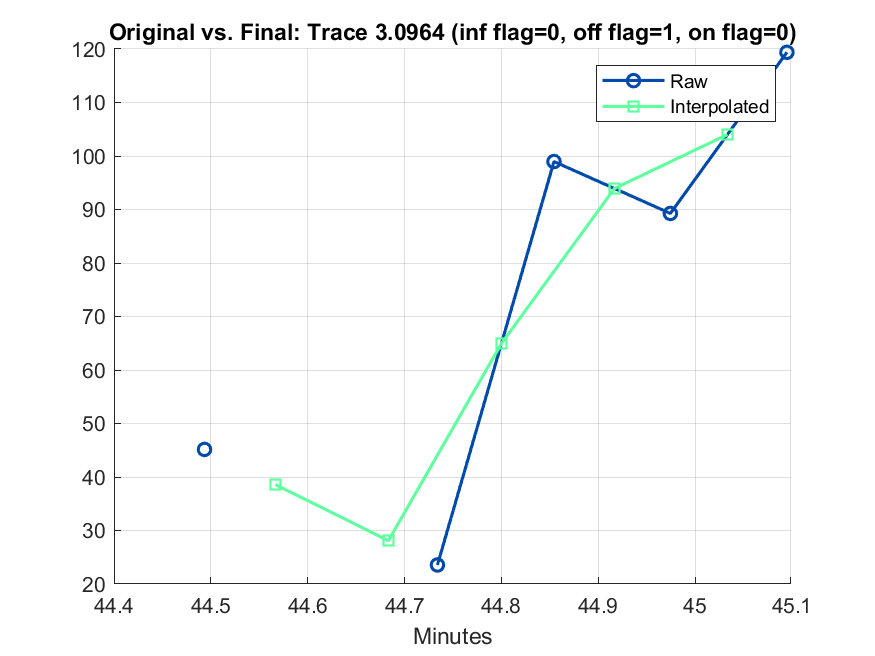 Original vs. Final: Trace 3.0964 (inf flag=0, off flag=1, on flag=0)
120
110
100
90
80
70
60
50
40
30
20
Raw
Interpolated
44.4 44.5 44.6 44.7 44.8 44.9 45 45.1
Minutes